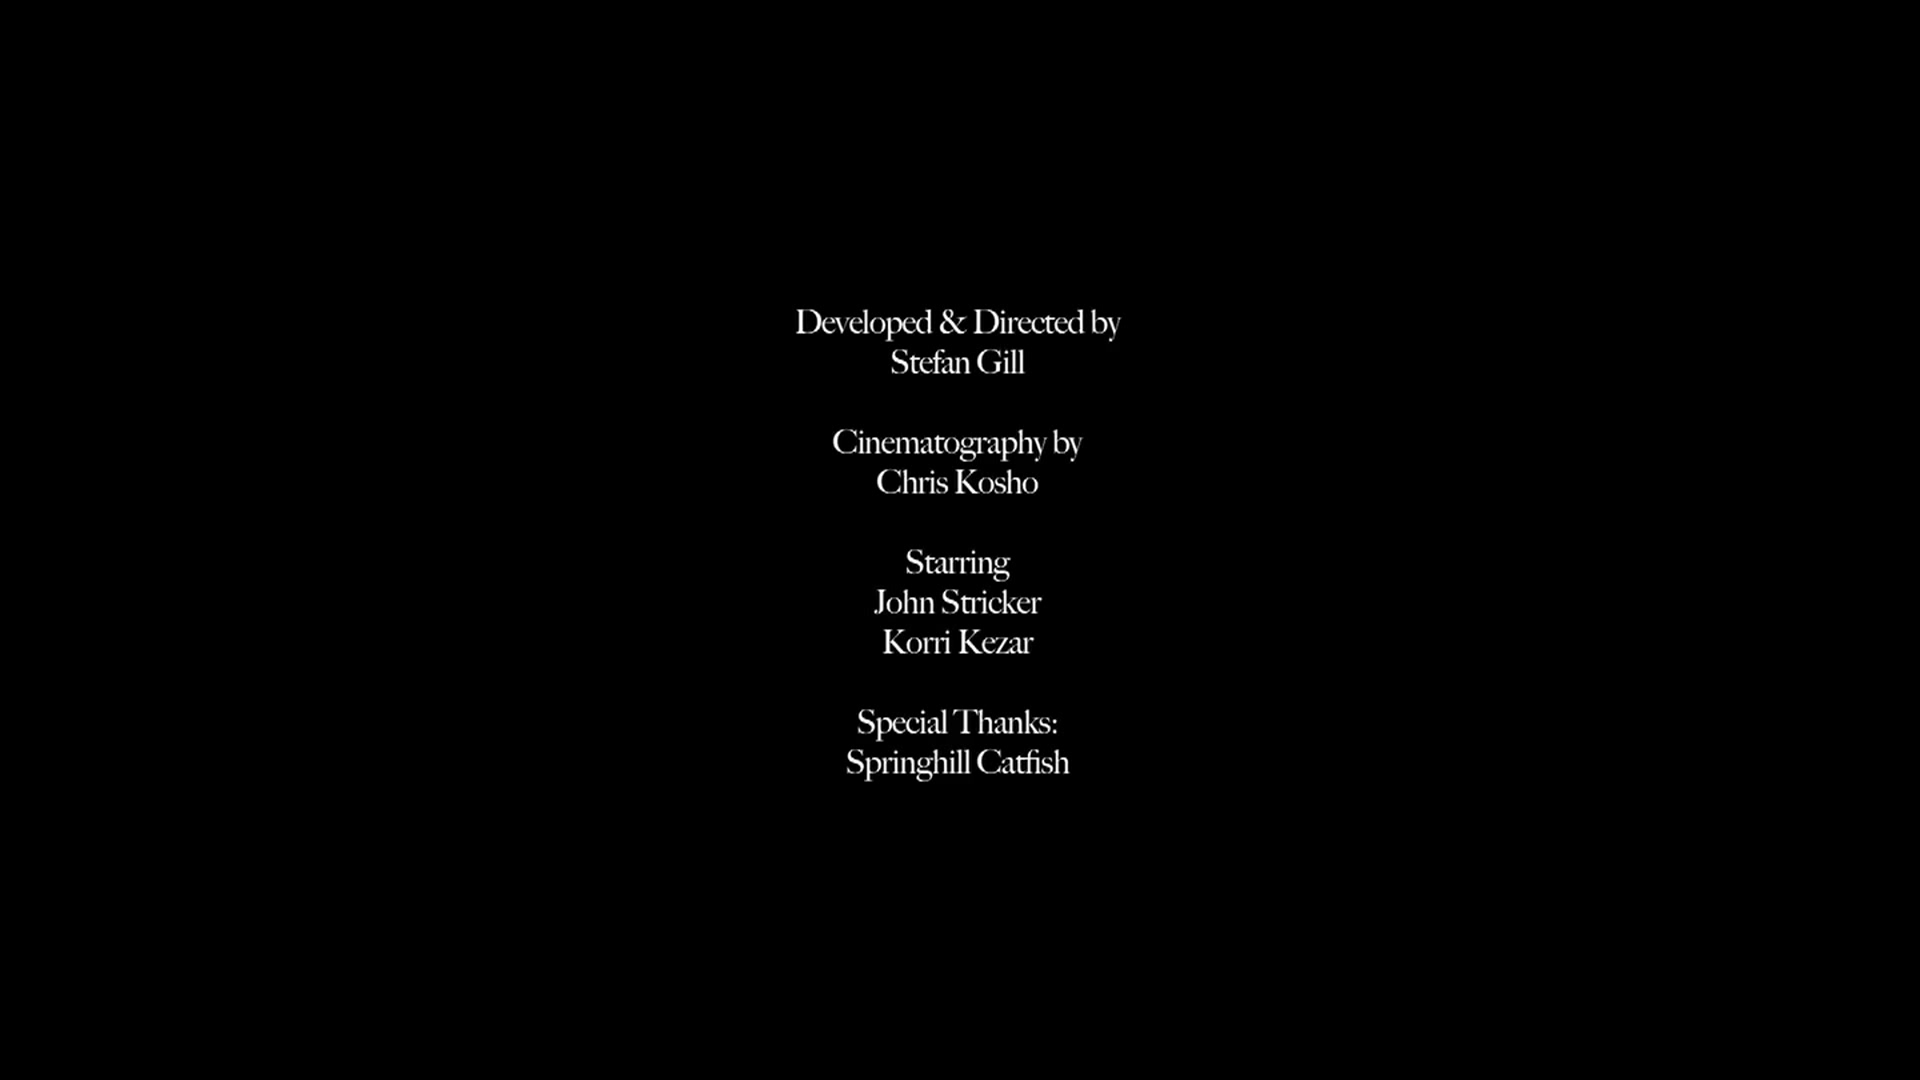 Developed & Directed by
Stefan Gill
Cinematography by
Chris Kosho
Starring
John Stricker
Korri Kezar
Special Thanks:
Springhill Catfish